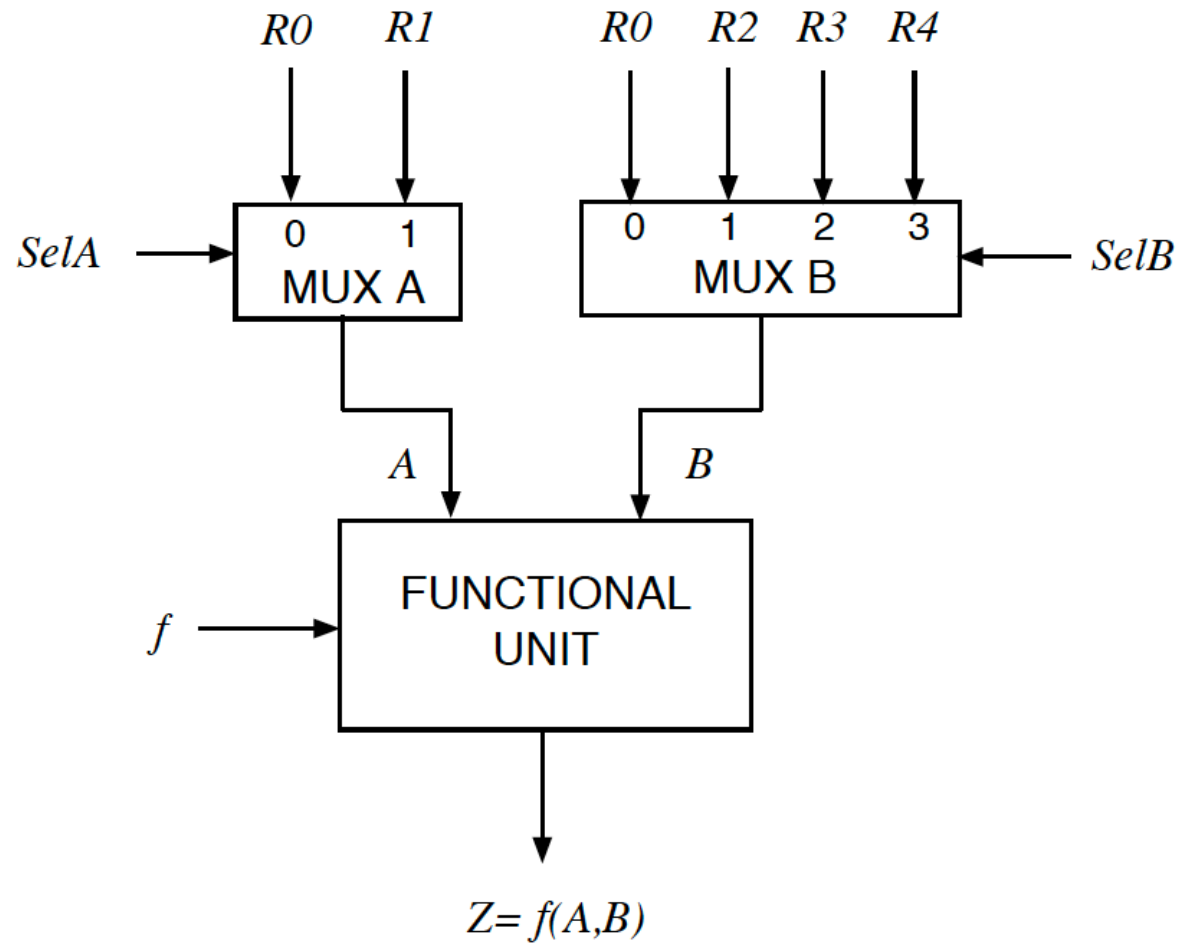 R0 R1 R0 R2 R3 R4
0 1 0 1 2 3
SelA MUX A MUX B SelB
A B
FUNCTIONAL
UNIT
f
Z= f(A,B)